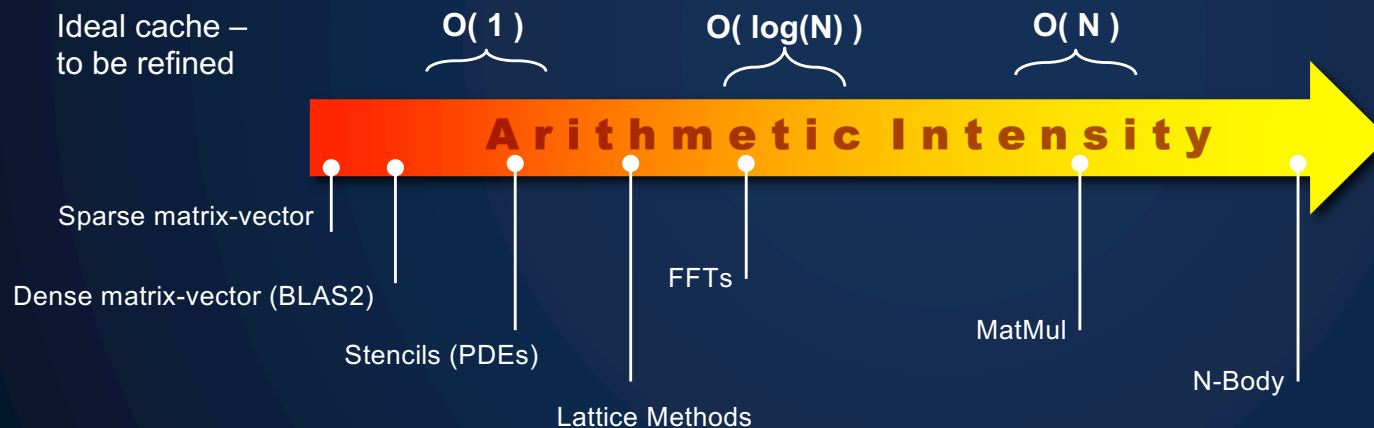 Ideal cache –
to be refined
O( 1 )
O( log(N) )
O( N )
Arithmetic Intensity
Sparse matrix-vector
Dense matrix-vector (BLAS2)
Stencils (PDEs)
Lattice Methods
FFTs
MatMul
N-Body